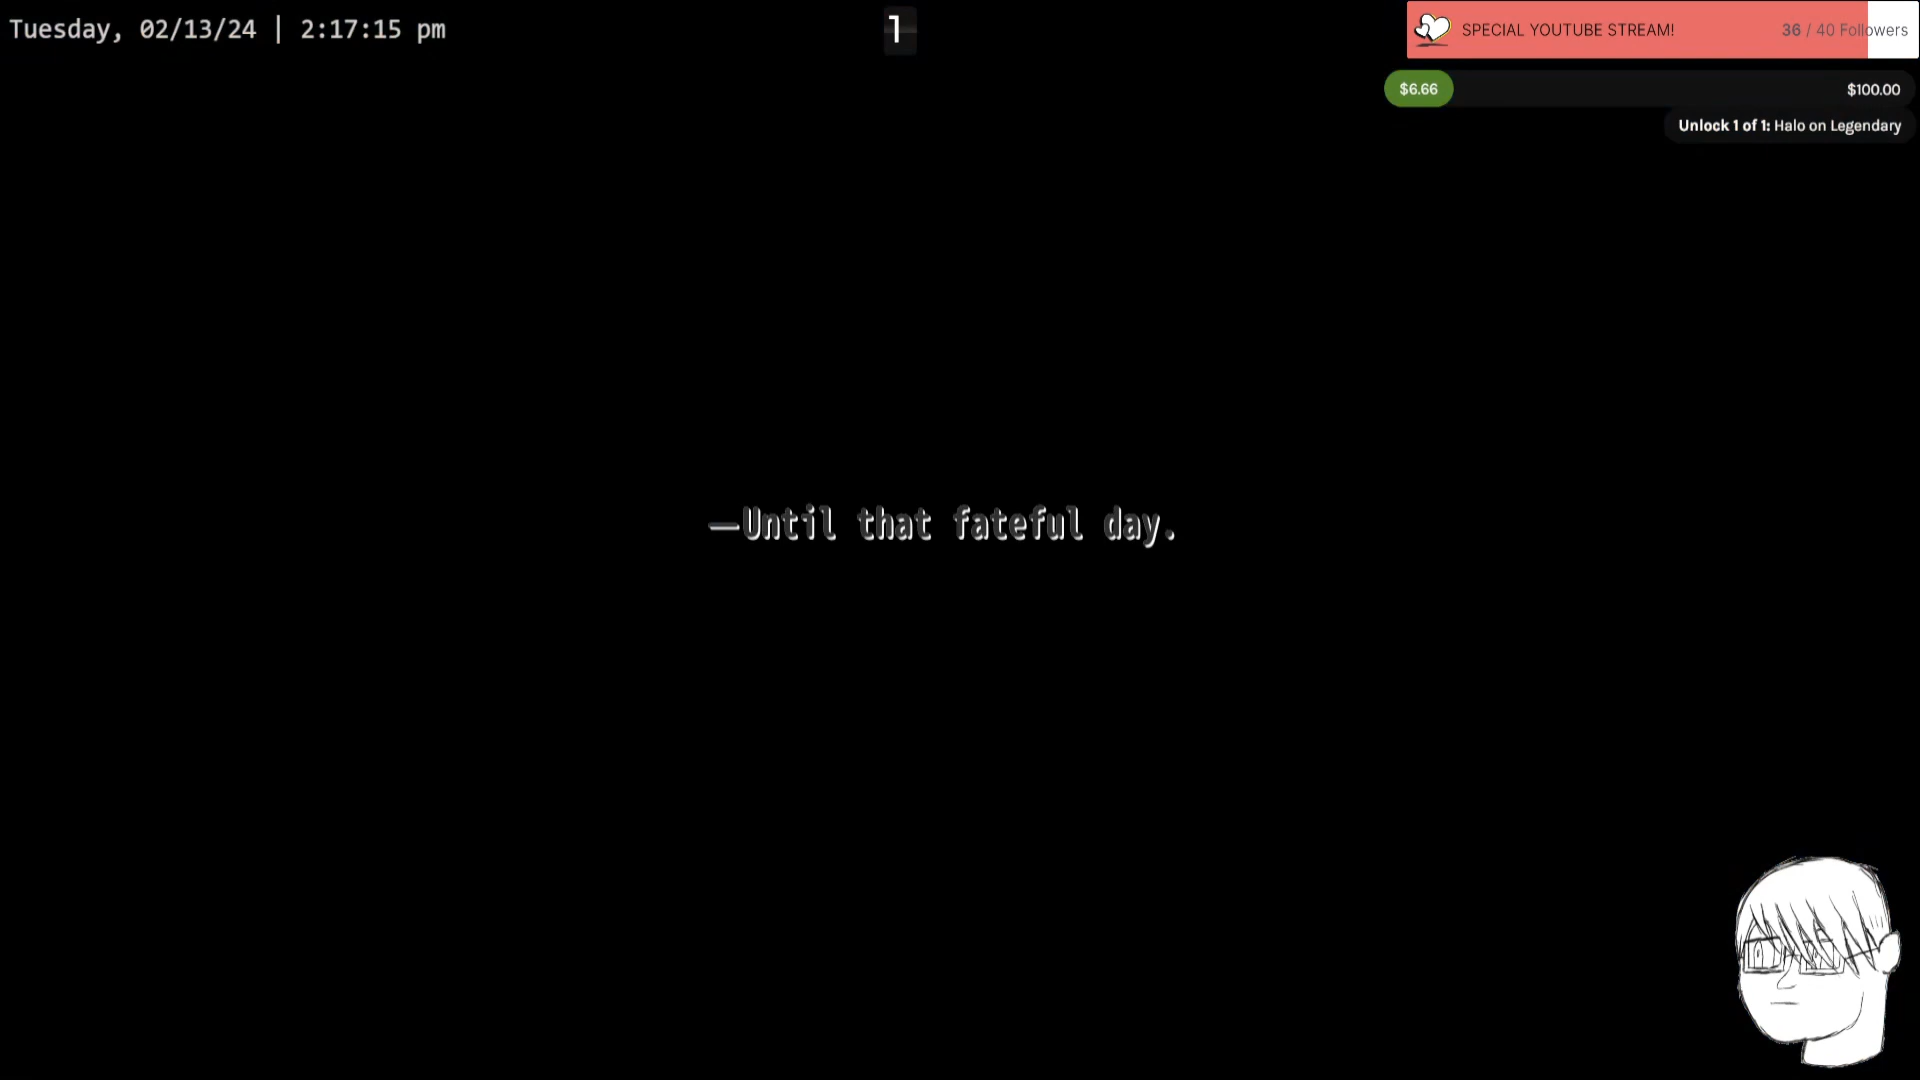 Tuesday, 02/13/24 | 2:17:15 pm
1
SPECIAL YOUTUBE STREAM! 36 / 40 Followers
$6.66 $100.00
Unlock 1 of 1: Halo on Legendary
—Until that fateful day.